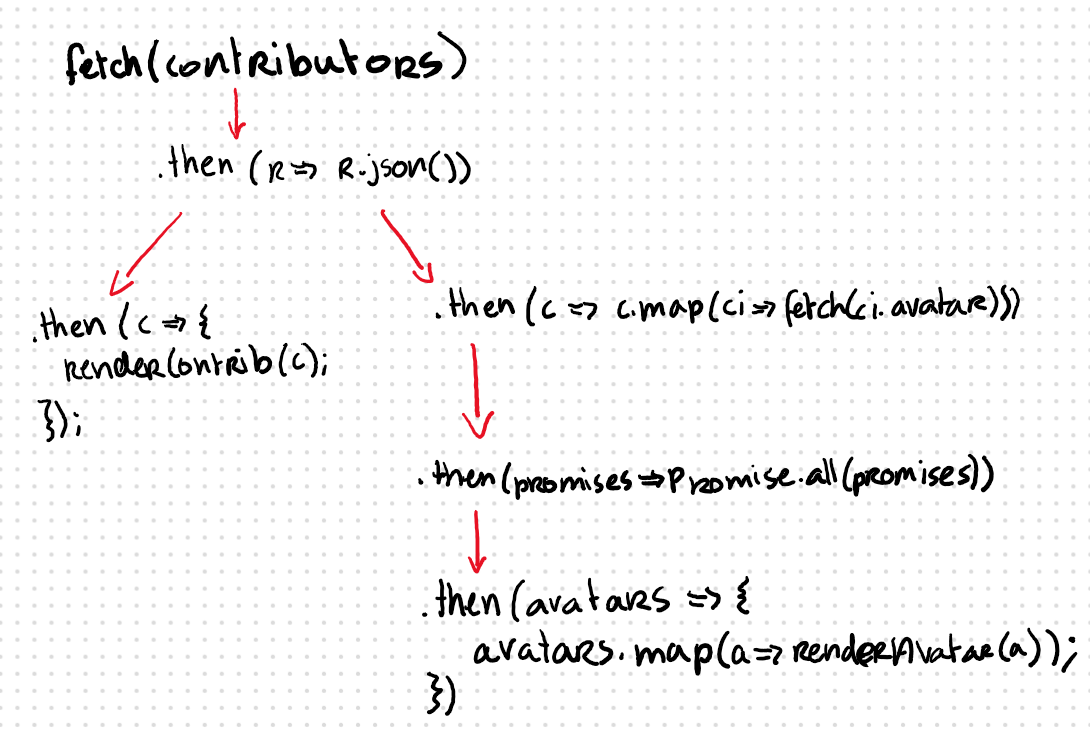 fetch(contributors)
.then (R => R.json())
.then (c => {
renderContrib(c);
});
.then (c => c.map(ci => fetch(ci.avatar)))
.then (promises => Promise.all(promises))
.then (avatars => {
avatars.map(a => renderAvatar(a));
})